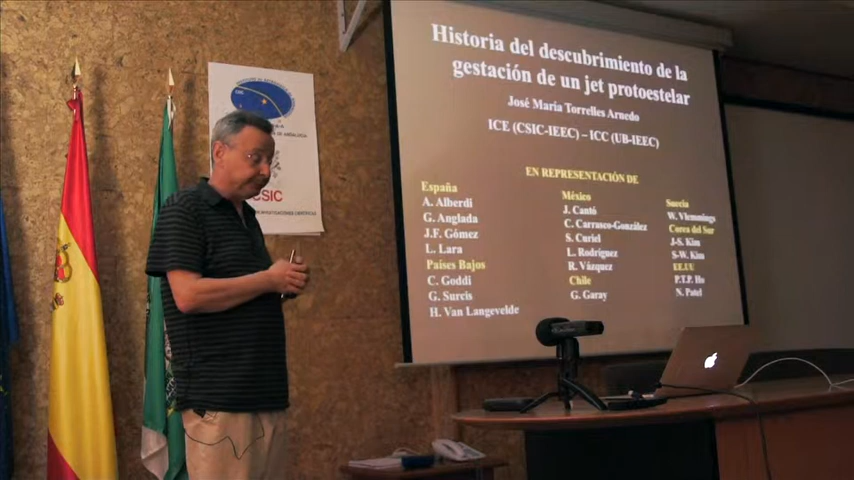 Historia del descubrimiento de la
gestación de un jet protoestelar
José María Torrelles Arnedo
ICE (CSIC-IEEC) – ICC (UB-IEEC)
EN REPRESENTACIÓN DE
España
A. Alberdi
G. Anglada
J.F. Gómez
L. Lara
Países Bajos
C. Goddi
G. Surcis
H. Van Langevelde
México
J. Cantó
C. Carrasco-González
S. Curiel
L. Rodríguez
R. Vázquez
Chile
G. Garay
Suecia
W. Vlemmings
Corea del Sur
J-S. Kim
S-W. Kim
EE.UU
P.T.P. Ho
N. Patel
CSIC